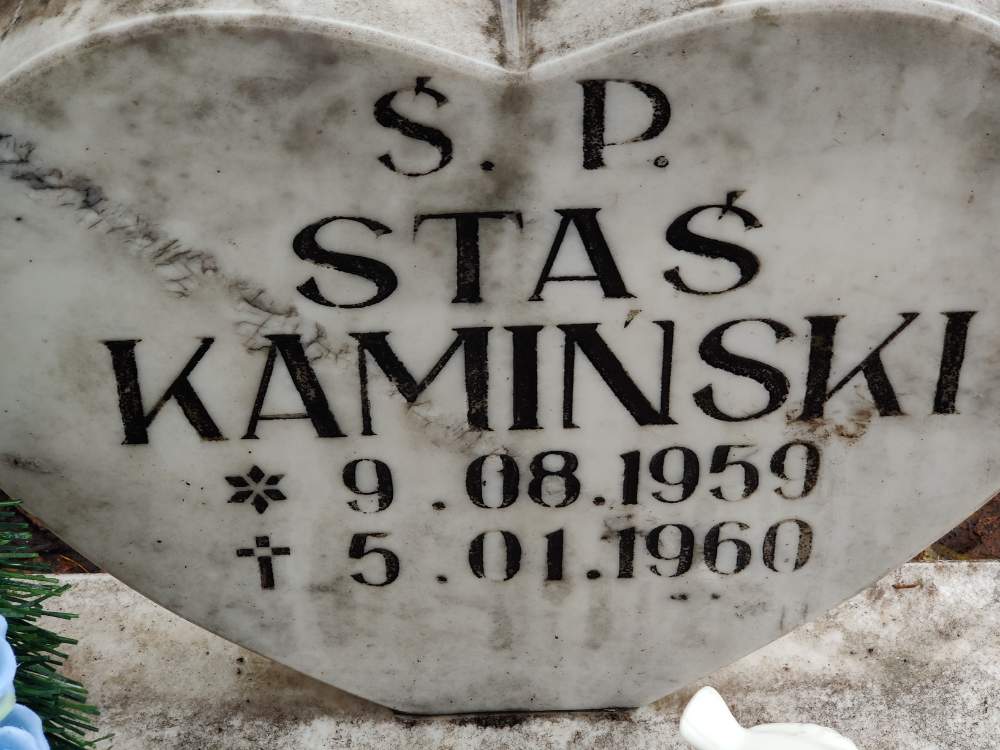 Ś. P.
STAŚ
KAMIŃSKI
* 9.08.1959
† 5.01.1960